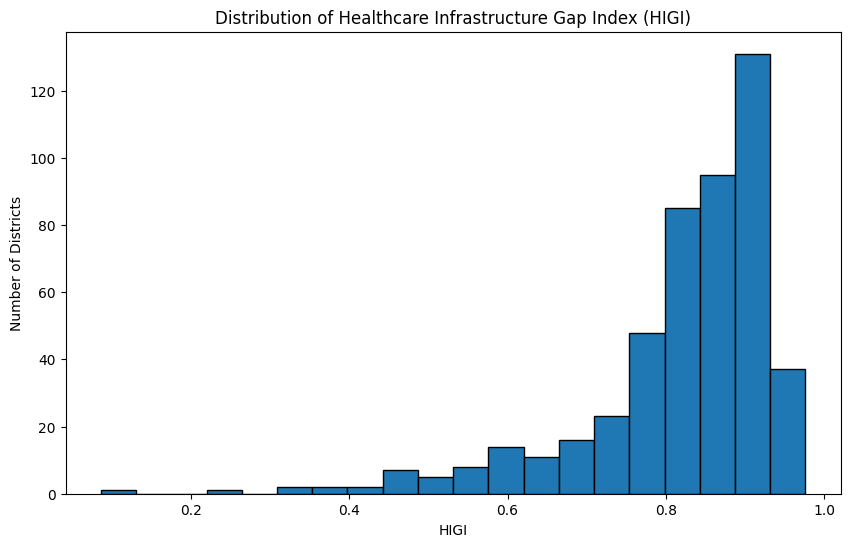 Distribution of Healthcare Infrastructure Gap Index (HIGI)
120
100
80
60
40
20
0
Number of Districts
0.2 0.4 0.6 0.8 1.0
HIGI